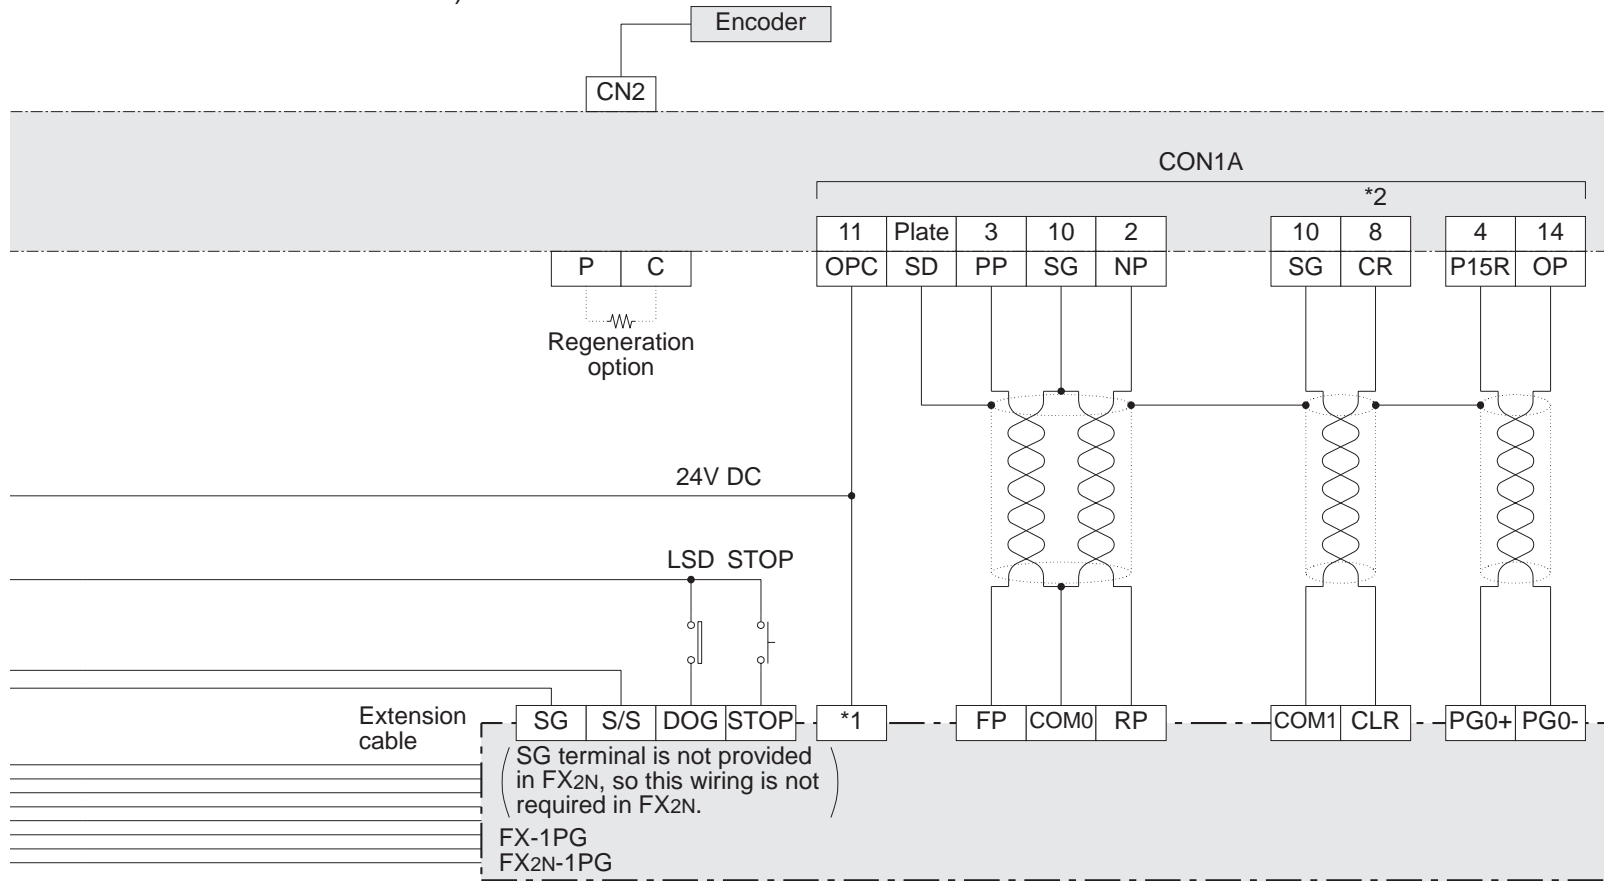 )
Encoder
CN2
CON1A
*2
11 Plate 3 10 2 10 8 4 14
P C OPC SD PP SG NP SG CR P15R OP
Regeneration
option
24V DC
LSD STOP
Extension
cable
SG S/S DOG STOP *1 FP COM0 RP COM1 CLR PG0+ PG0-
(SG terminal is not provided
in FX2N, so this wiring is not
required in FX2N.)
FX-1PG
FX2N-1PG